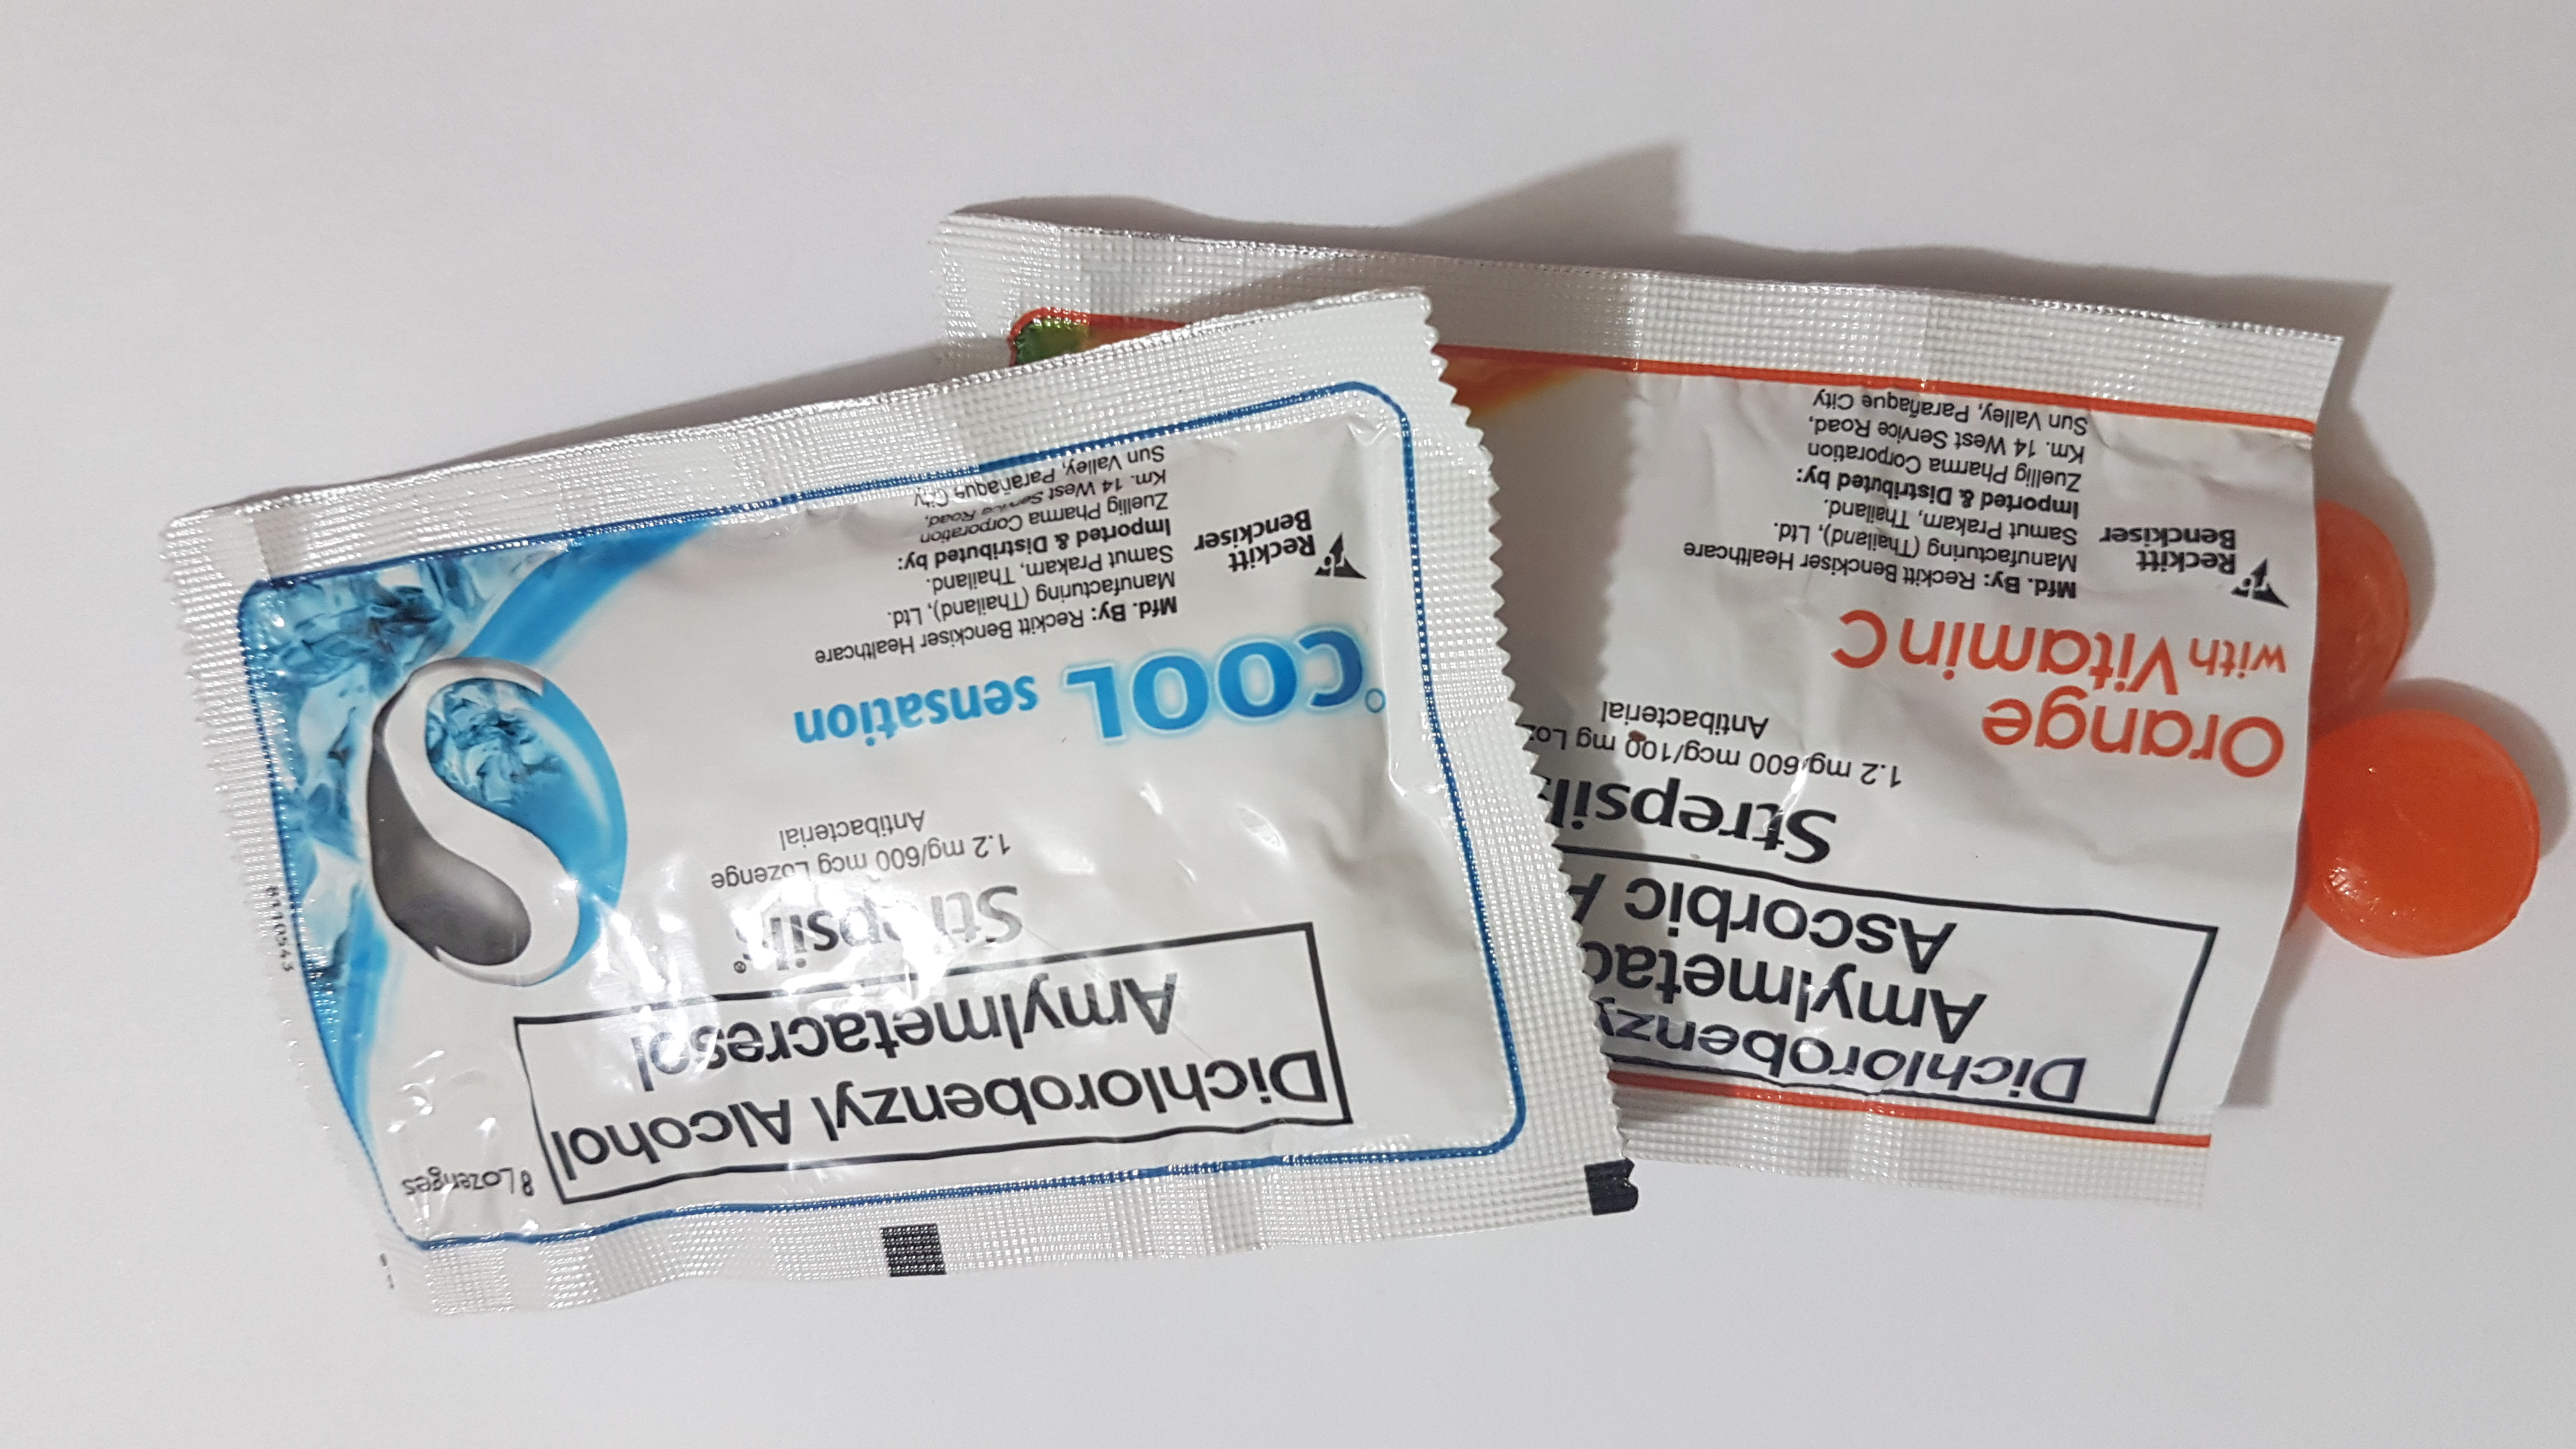 8 Lozenges
Dichlorobenzyl Alcohol
Amylmetacresol
Strepsils®
1.2 mg/600 mcg Lozenge
Antibacterial
°COOL sensation
Mfd. By: Reckitt Benckiser Healthcare
Manufacturing (Thailand), Ltd.
Samut Prakarn, Thailand.
Imported & Distributed by:
Zuellig Pharma Corporation
Km. 14 West Service Road,
Sun Valley, Parañaque City
Reckitt
Benckiser
S
Dichlorobenzy
Amylmetac
Ascorbic A
Strepsils
1.2 mg/600 mcg/100 mg Loz
Antibacterial
Orange
with Vitamin C
Mfd. By: Reckitt Benckiser Healthcare
Manufacturing (Thailand), Ltd.
Samut Prakarn, Thailand.
Imported & Distributed by:
Zuellig Pharma Corporation
Km. 14 West Service Road,
Sun Valley, Parañaque City
Reckitt
Benckiser